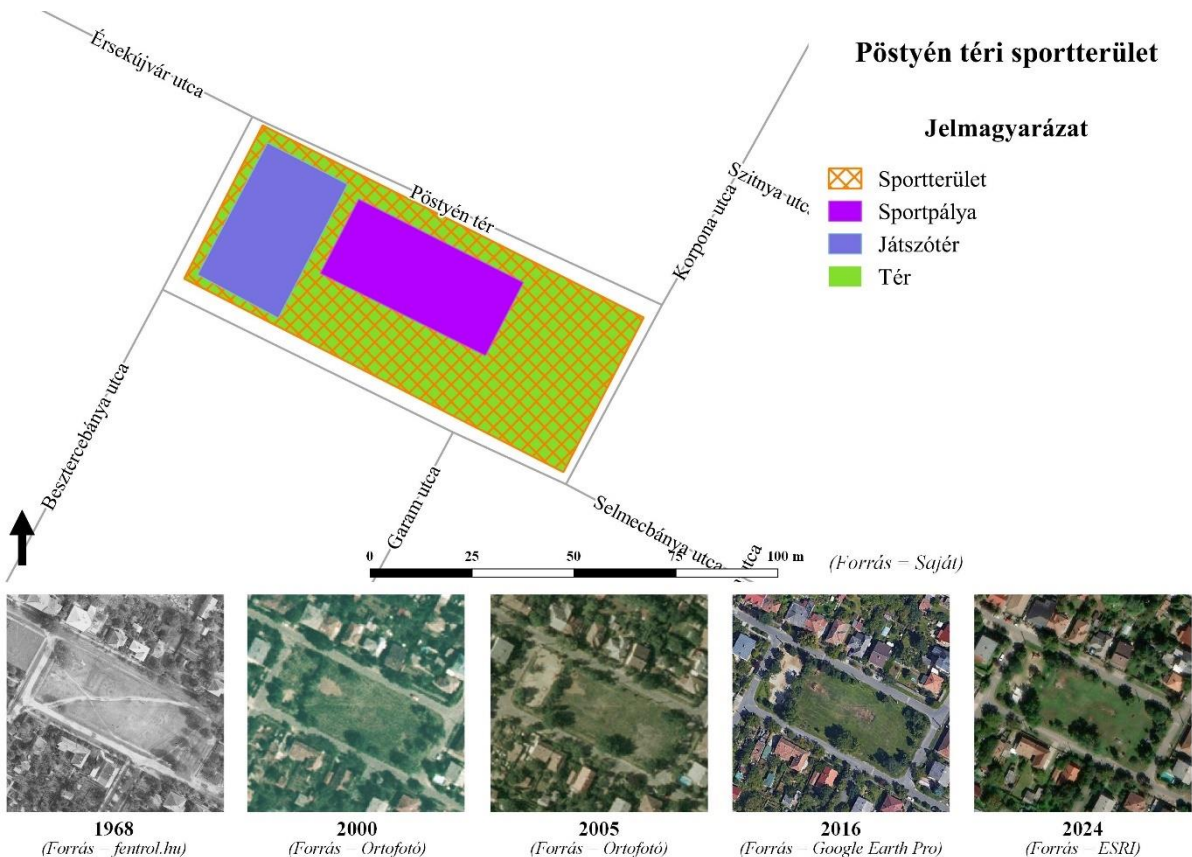 Pöstyén téri sportterület
Jelmagyarázat
Sportterület
Sportpálya
Játszótér
Tér
Érsekújvár utca
Pöstyén tér
Szitnya utca
Korpona utca
Besztercebánya utca
Garam utca
Selmecbánya utca
utca
0 25 50 75 100 m
(Forrás – Saját)
1968 2000 2005 2016 2024
(Forrás – fentrol.hu) (Forrás – Ortofotó) (Forrás – Ortofotó) (Forrás – Google Earth Pro) (Forrás – ESRI)